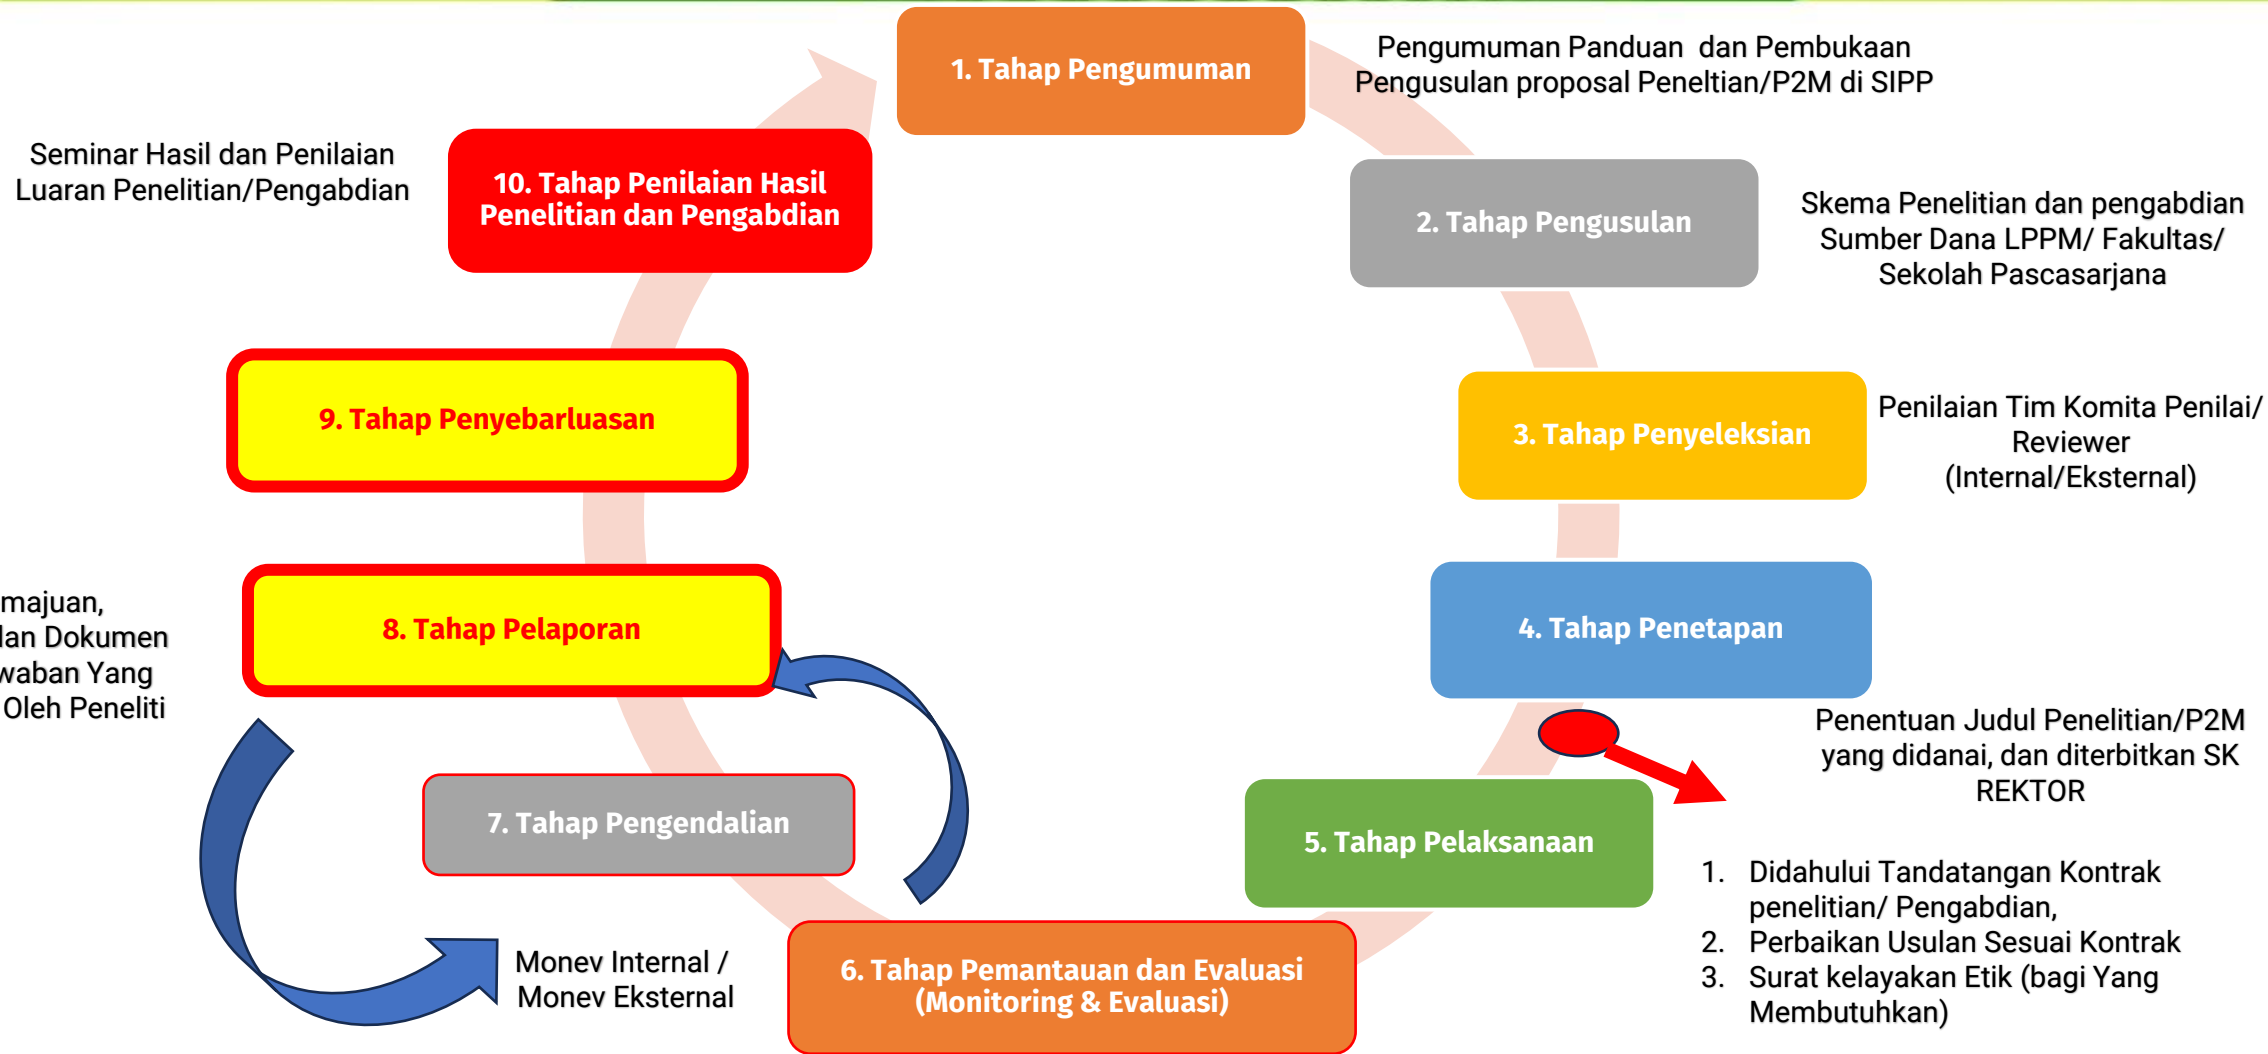 1. Tahap Pengumuman
Pengumuman Panduan dan Pembukaan
Pengusulan proposal Peneltian/P2M di SIPP
2. Tahap Pengusulan
Skema Penelitian dan pengabdian
Sumber Dana LPPM/ Fakultas/
Sekolah Pascasarjana
3. Tahap Penyeleksian
Penilaian Tim Komita Penilai/
Reviewer
(Internal/Eksternal)
4. Tahap Penetapan
Penentuan Judul Penelitian/P2M
yang didanai, dan diterbitkan SK
REKTOR
5. Tahap Pelaksanaan
1. Didahului Tandatangan Kontrak
penelitian/ Pengabdian,
2. Perbaikan Usulan Sesuai Kontrak
3. Surat kelayakan Etik (bagi Yang
Membutuhkan)
6. Tahap Pemantauan dan Evaluasi
(Monitoring & Evaluasi)
Monev Internal /
Monev Eksternal
7. Tahap Pengendalian
8. Tahap Pelaporan
majuan,
dan Dokumen
waban Yang
Oleh Peneliti
9. Tahap Penyebarluasan
10. Tahap Penilaian Hasil
Penelitian dan Pengabdian
Seminar Hasil dan Penilaian
Luaran Penelitian/Pengabdian